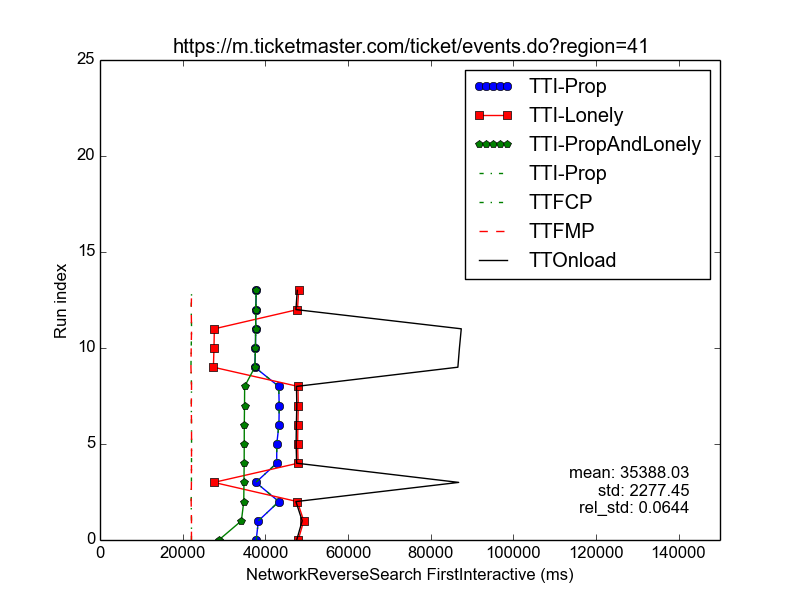 https://m.ticketmaster.com/ticket/events.do?region=41
25
20
15
10
5
0
Run index
TTI-Prop
TTI-Lonely
TTI-PropAndLonely
TTI-Prop
TTFCP
TTFMP
TTOnload
mean: 35388.03
std: 2277.45
rel_std: 0.0644
0 20000 40000 60000 80000 100000 120000 140000
NetworkReverseSearch FirstInteractive (ms)